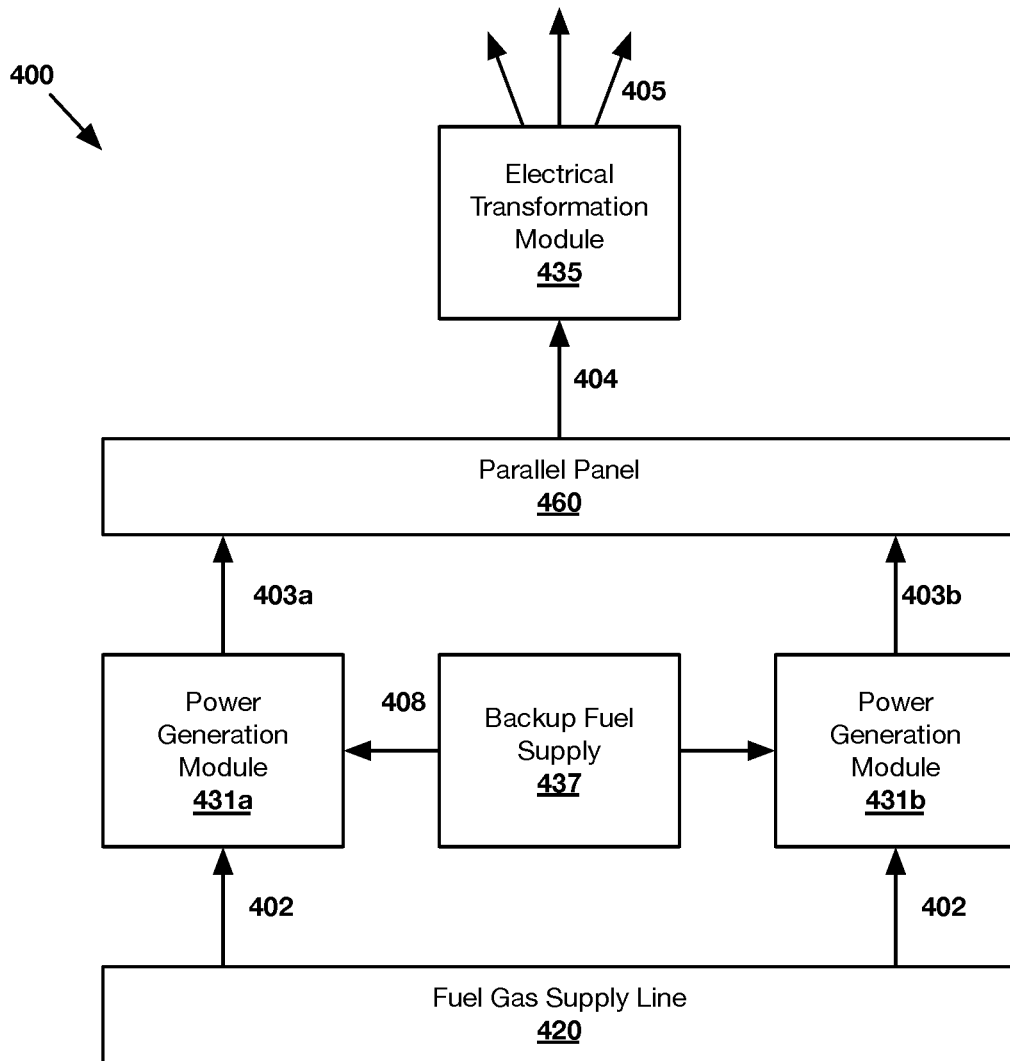 400
405
Electrical
Transformation
Module
435
404
Parallel Panel
460
403a
403b
Power
Generation
Module
431a
408
Backup Fuel
Supply
437
Power
Generation
Module
431b
402
402
Fuel Gas Supply Line
420